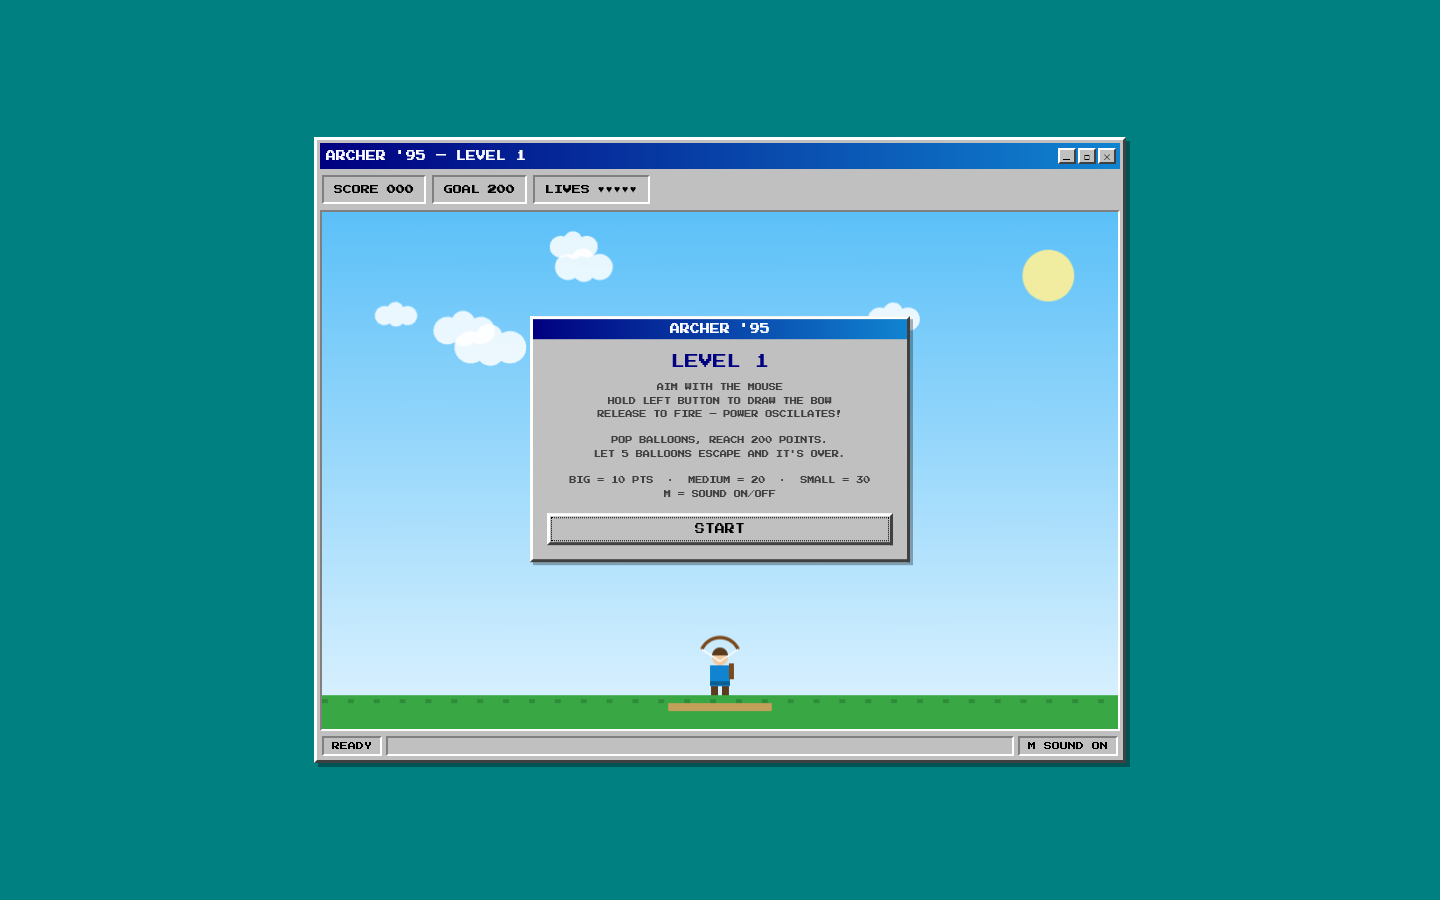 ARCHER '95 — LEVEL 1
SCORE 000
GOAL 200
LIVES ♥♥♥♥♥
ARCHER '95
LEVEL 1
AIM WITH THE MOUSE
HOLD LEFT BUTTON TO DRAW THE BOW
RELEASE TO FIRE — POWER OSCILLATES!
POP BALLOONS, REACH 200 POINTS.
LET 5 BALLOONS ESCAPE AND IT'S OVER.
BIG = 10 PTS · MEDIUM = 20 · SMALL = 30
M = SOUND ON/OFF
START
READY
M SOUND ON